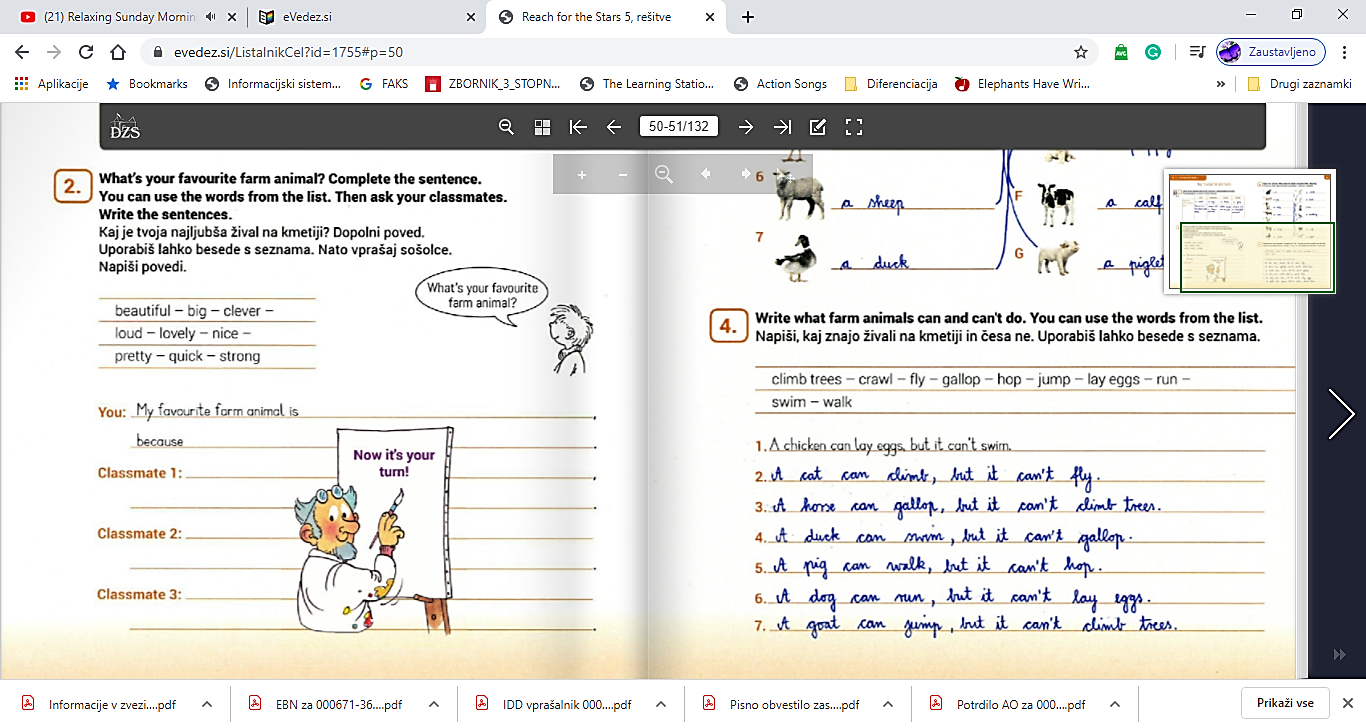 (21) Relaxing Sunday Mornin
eVedez.si
Reach for the Stars 5, rešitve
evedez.si/ListalnikCel?id=1755#p=50
Zaustavljeno
Aplikacije
Bookmarks
Informacijski sistem...
FAKS
ZBORNIK_3_STOPN...
The Learning Statio...
Action Songs
Diferenciacija
Elephants Have Wri...
»
Drugi zaznamki
DZS
50-51/132
2.
What's your favourite farm animal? Complete the sentence.
You can use the words from the list. Then ask your classmates.
Write the sentences.
Kaj je tvoja najljubša žival na kmetiji? Dopolni poved.
Uporabiš lahko besede s seznama. Nato vprašaj sošolce.
Napiši povedi.
What's your favourite
farm animal?
beautiful – big – clever –
loud – lovely – nice –
pretty – quick – strong
You: My favourite farm animal is ,
because .
Classmate 1: ,
.
Classmate 2: ,
.
Classmate 3: ,
.
Now it's your
turn!
6
a sheep
F
a calf
7
a duck
G
a piglet
4.
Write what farm animals can and can't do. You can use the words from the list.
Napiši, kaj znajo živali na kmetiji in česa ne. Uporabiš lahko besede s seznama.
climb trees – crawl – fly – gallop – hop – jump – lay eggs – run –
swim – walk
1. A chicken can lay eggs, but it can't swim.
2. A cat can climb, but it can't fly.
3. A horse can gallop, but it can't climb trees.
4. A duck can swim, but it can't gallop.
5. A pig can walk, but it can't hop.
6. A dog can run, but it can't lay eggs.
7. A goat can jump, but it can't climb trees.
Informacije v zvezi....pdf
EBN za 000671-36....pdf
IDD vprašalnik 000....pdf
Pisno obvestilo zas....pdf
Potrdilo AO za 000....pdf
Prikaži vse